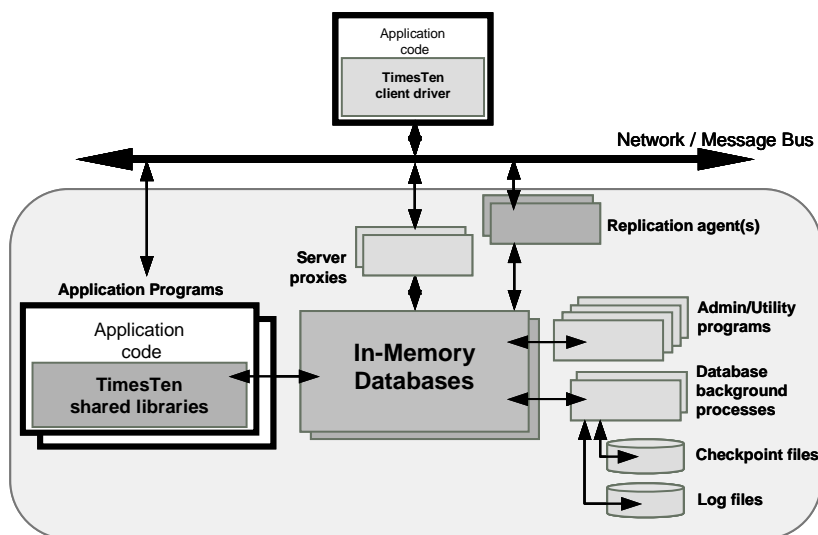 Application
code
TimesTen
client driver
Network / Message Bus
Replication agent(s)
Server
proxies
Application Programs
Application
code
TimesTen
shared libraries
In-Memory
Databases
Admin/Utility
programs
Database
background
processes
Checkpoint files
Log files